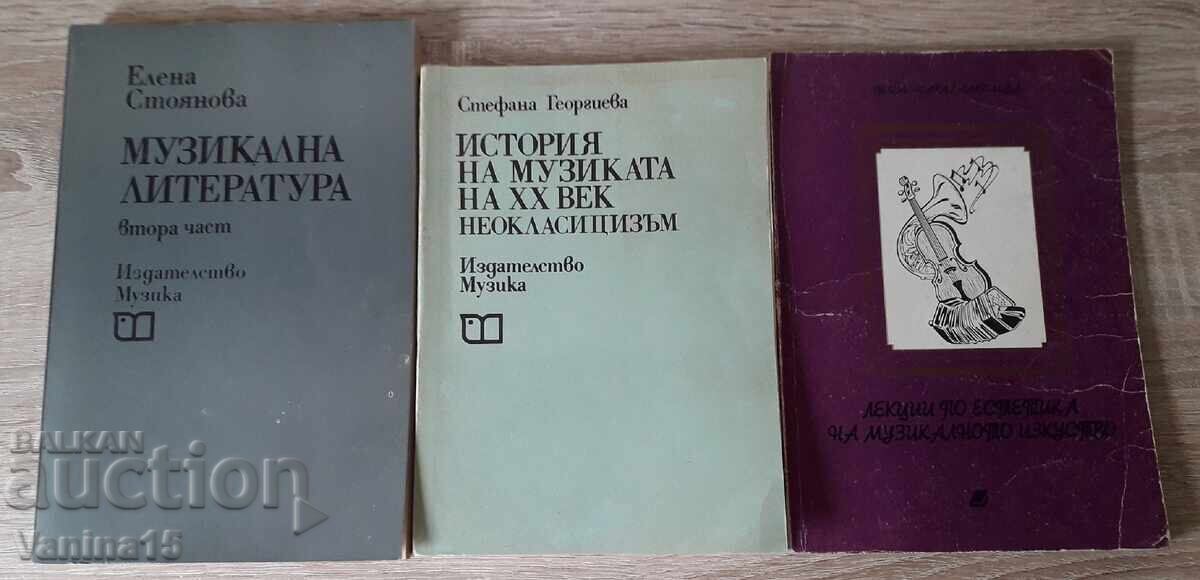 Елена
Стоянова
МУЗИКАЛНА
ЛИТЕРАТУРА
втора част
Издателство
Музика
Стефана Георгиева
ИСТОРИЯ
НА МУЗИКАТА
НА XX ВЕК
НЕОКЛАСИЦИЗЪМ
Издателство
Музика
ЛЕКЦИИ ПО ЕСТЕТИКА
НА МУЗИКАЛНОТО ИЗКУСТВО
BALKAN
auction
Vanina15